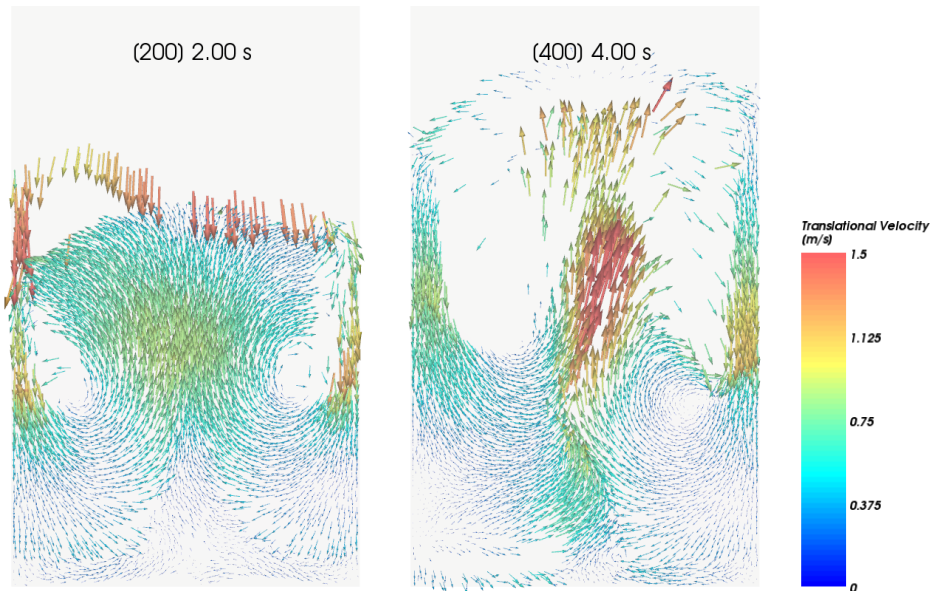 (200) 2.00 s
(400) 4.00 s
Translational Velocity
(m/s)
1.5
1.125
0.75
0.375
0